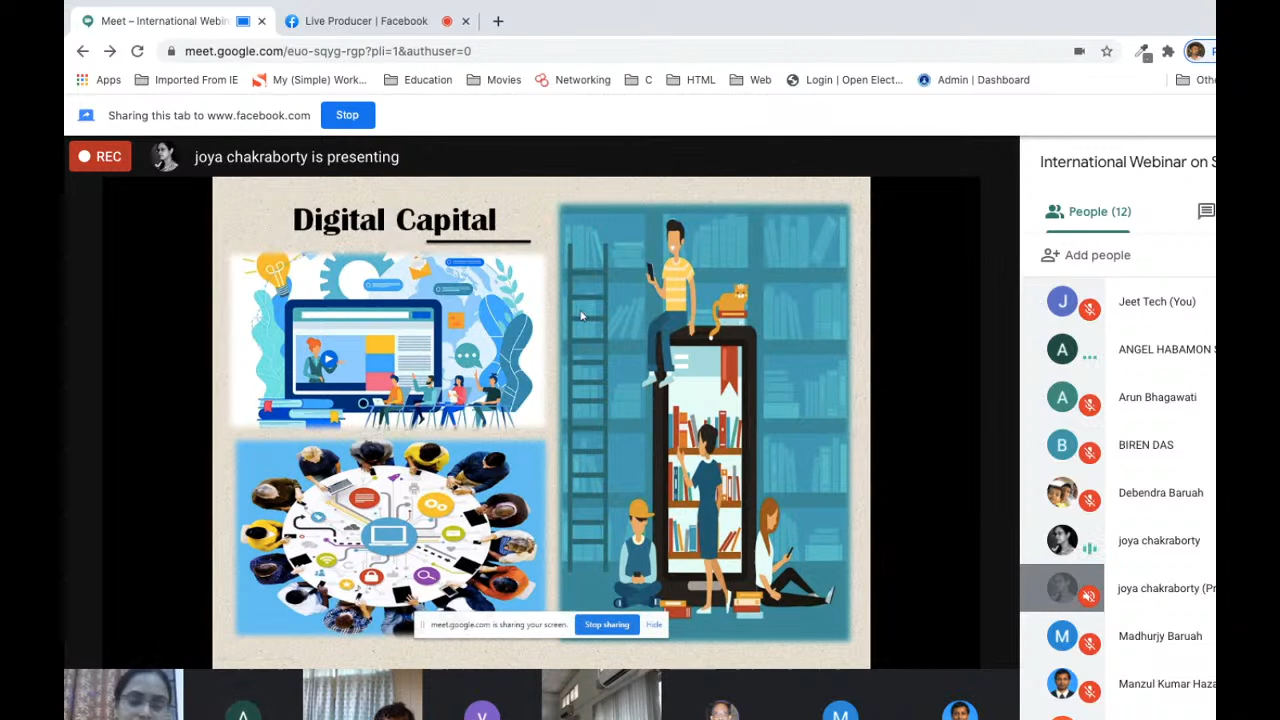 Meet – International Webin
Live Producer | Facebook
meet.google.com/euo-sqyg-rgp?pli=1&authuser=0
Apps
Imported From IE
My (Simple) Work...
Education
Movies
Networking
C
HTML
Web
Login | Open Elect...
Admin | Dashboard
Othe
Sharing this tab to www.facebook.com
Stop
REC
joya chakraborty is presenting
International Webinar on S
People (12)
Add people
Digital Capital
J
Jeet Tech (You)
A
ANGEL HABAMON S
A
Arun Bhagawati
B
BIREN DAS
Debendra Baruah
joya chakraborty
joya chakraborty (Pr
M
Madhurjy Baruah
Manzul Kumar Haza
meet.google.com is sharing your screen.
Stop sharing
Hide
A
M